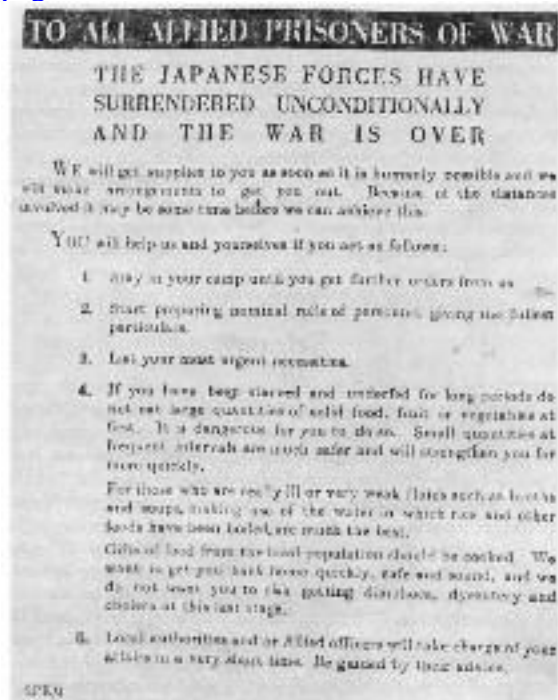 TO ALL ALLIED PRISONERS OF WAR
THE JAPANESE FORCES HAVE
SURRENDERED UNCONDITIONALLY
AND THE WAR IS OVER
WE will get supplies to you as soon as it is humanly possible and we
will make arrangements to get you out. Because of the distances
involved it may be some time before we can achieve this.
YOU will help us and yourselves if you act as follows:
1. Stay in your camp until you get further orders from us.
2. Start preparing nominal rolls of personnel, giving the fullest
particulars.
3. List your most urgent necessities.
4. If you have been starved and underfed for long periods do
not eat large quantities of solid food, fruit or vegetables at
first. It is dangerous for you to do so. Small quantities at
frequent intervals are much safer and will strengthen you far
more quickly.
For those who are really ill or very weak fluids such as broths
and soups, making use of the water in which rice and other
foods have been boiled, are much the best.
Gifts of food from the local population should be cooked. We
want to get you back home quickly, safe and sound, and we
do not want you to risk getting diarrhoea, dysentery and
cholera at this last stage.
5. Local authorities and/or Allied officers will take charge of your
affairs in a very short time. Be guided by their advice.